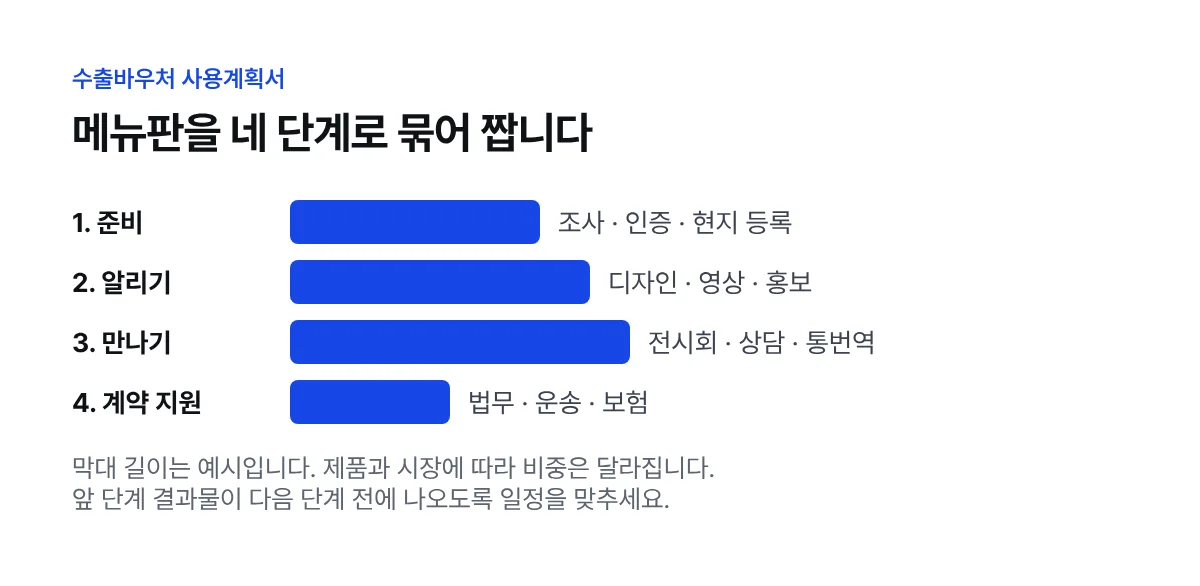 수출바우처 사용계획서
메뉴판을 네 단계로 묶어 짭니다
1. 준비 조사 · 인증 · 현지 등록
2. 알리기 디자인 · 영상 · 홍보
3. 만나기 전시회 · 상담 · 통번역
4. 계약 지원 법무 · 운송 · 보험
막대 길이는 예시입니다. 제품과 시장에 따라 비중은 달라집니다.
앞 단계 결과물이 다음 단계 전에 나오도록 일정을 맞추세요.